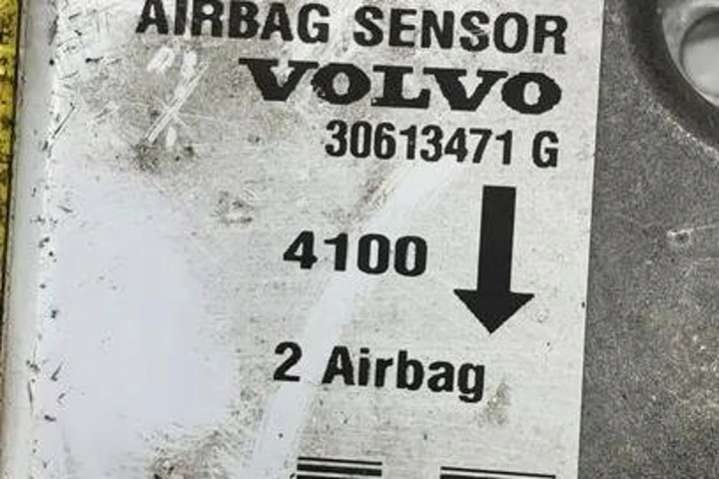 AIRBAG SENSOR
VOLVO
30613471 G
4100
2 Airbag